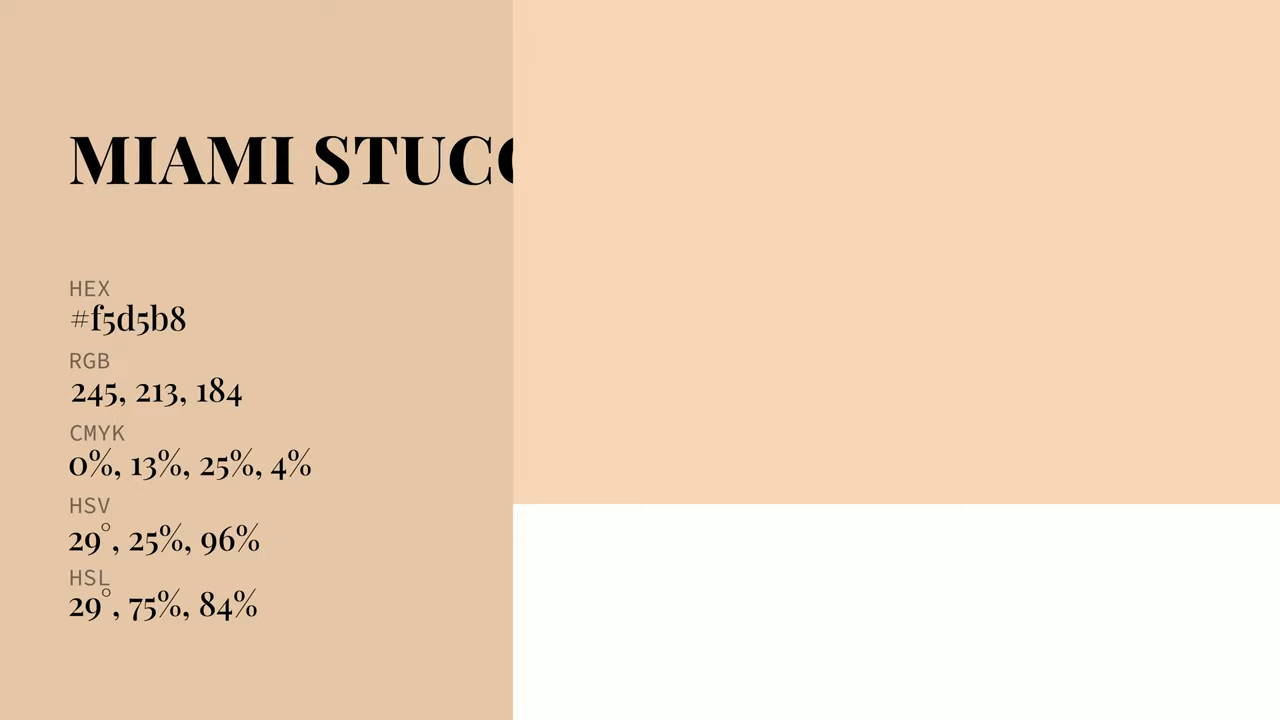 MIAMI STUC
HEX
#f5d5b8
RGB
245, 213, 184
CMYK
0%, 13%, 25%, 4%
HSV
29°, 25%, 96%
HSL
29°, 75%, 84%